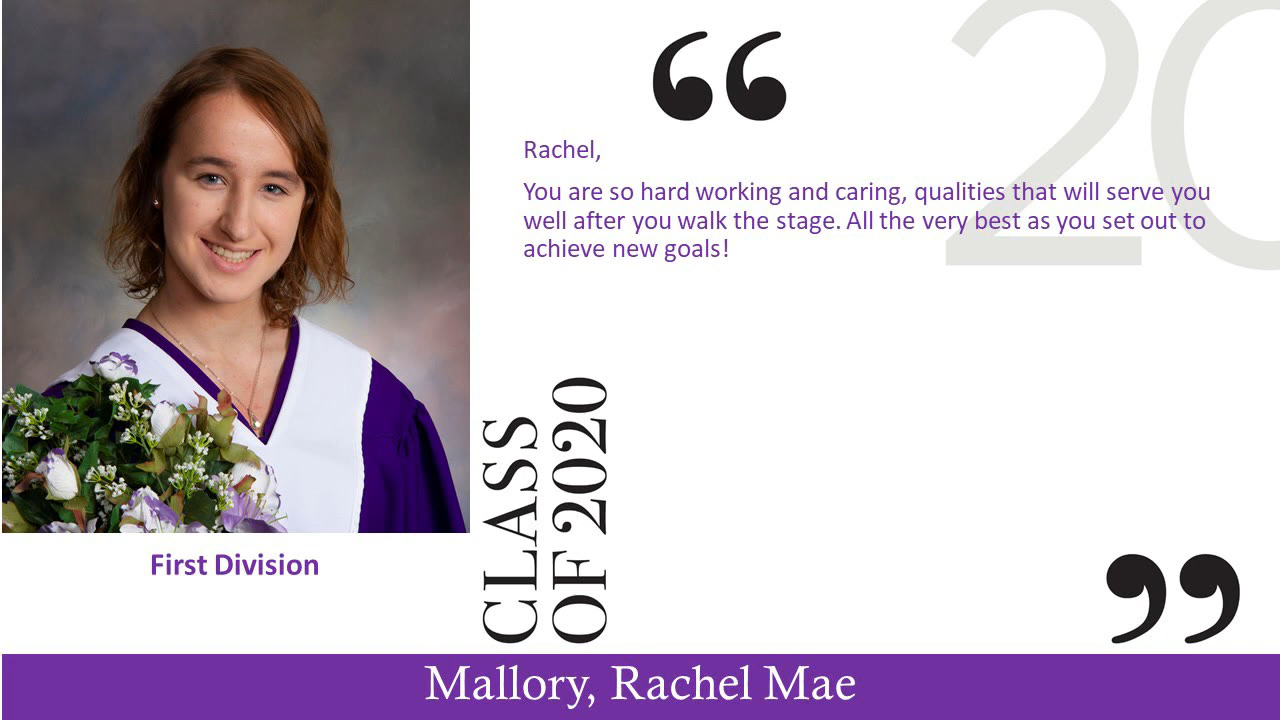 20
“
Rachel,
You are so hard working and caring, qualities that will serve you
well after you walk the stage. All the very best as you set out to
achieve new goals!
CLASS
OF 2020
”
First Division
Mallory, Rachel Mae